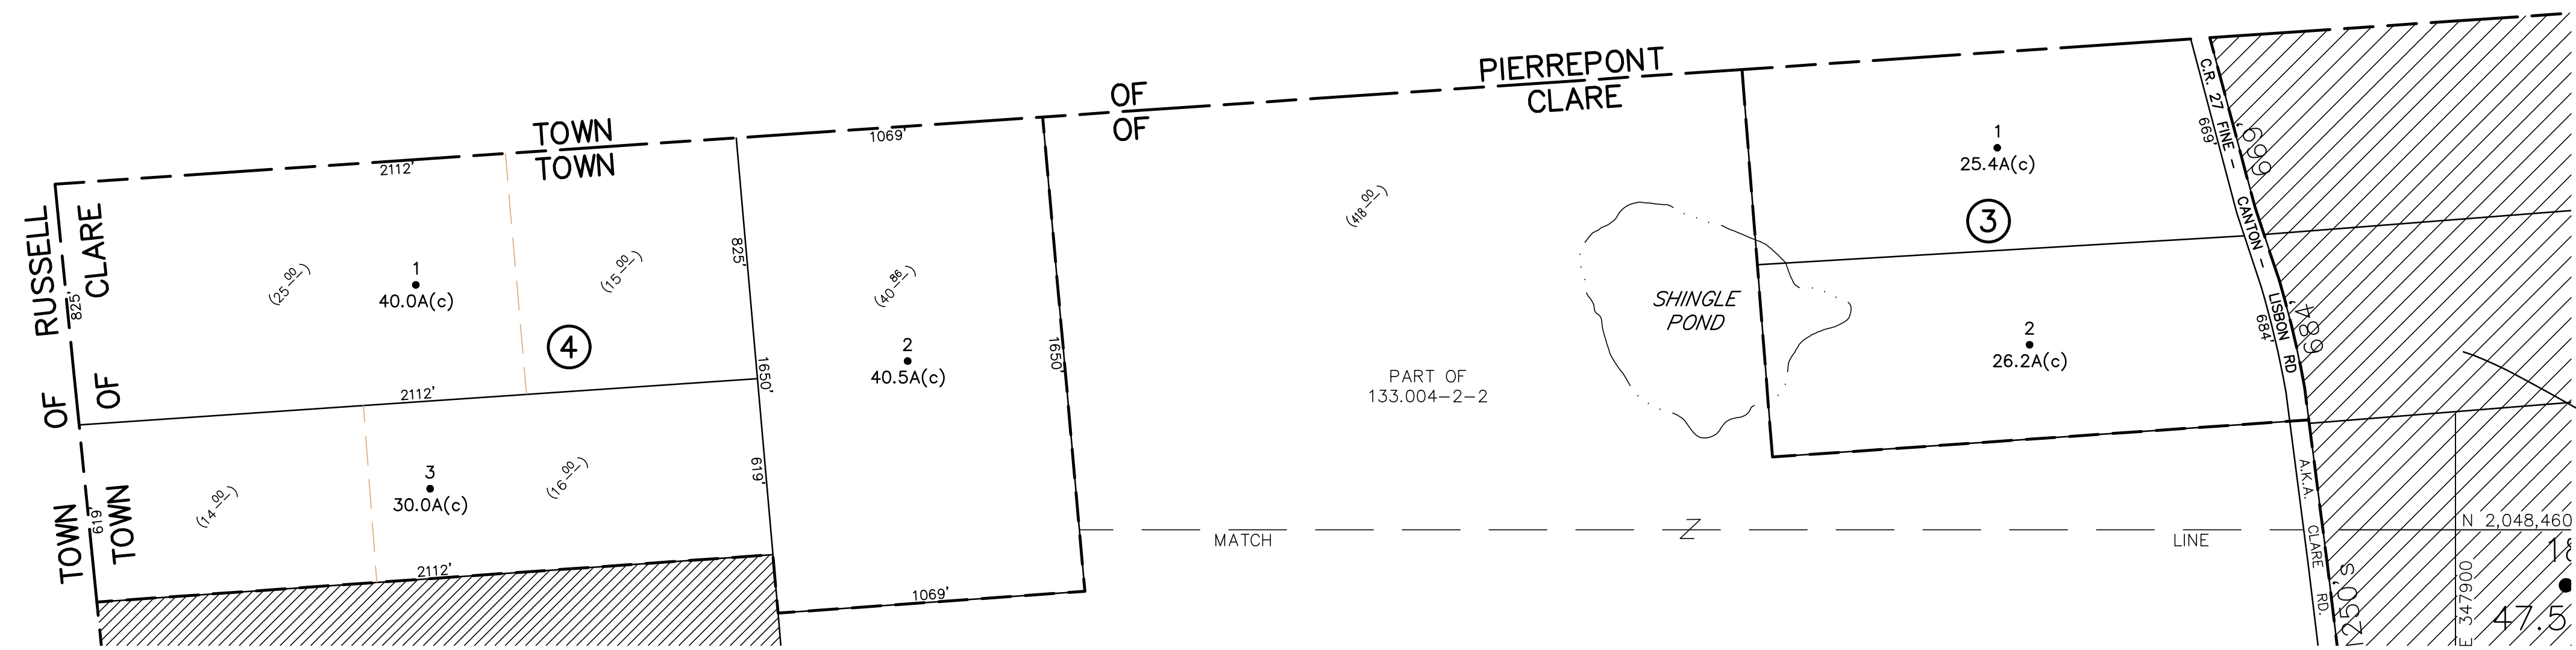 PIERREPONT
CLARE
OF
OF
TOWN
TOWN
RUSSELL
OF
TOWN
CLARE
OF
TOWN
2112'
1069'
825'
825'
(25.00)
1
40.0A(c)
(15.00)
4
2112'
(40.86)
2
40.5A(c)
1650'
1650'
619'
619'
(14.00)
3
30.0A(c)
(16.00)
2112'
1069'
(418.00)
SHINGLE
POND
PART OF
133.004-2-2
1
25.4A(c)
3
2
26.2A(c)
C.R. 27 FINE - CANTON - LISBON RD
669'
669'
684'
684'
A.K.A. CLARE RD.
MATCH
Z
LINE
N 2,048,460
E 347900
47.5